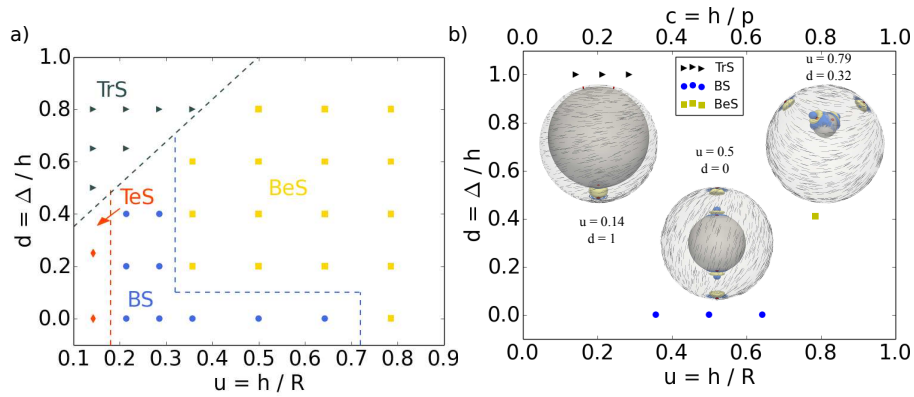 a)
1.0
0.8
0.6
0.4
0.2
0.0
d = Δ / h
TrS
TeS
BS
BeS
0.1 0.2 0.3 0.4 0.5 0.6 0.7 0.8 0.9
u = h / R
b)
c = h / p
0.0 0.2 0.4 0.6 0.8 1.0
1.0
0.8
0.6
0.4
0.2
0.0
d = Δ / h
TrS
BS
BeS
u = 0.79
d = 0.32
u = 0.5
d = 0
u = 0.14
d = 1
0.0 0.2 0.4 0.6 0.8 1.0
u = h / R